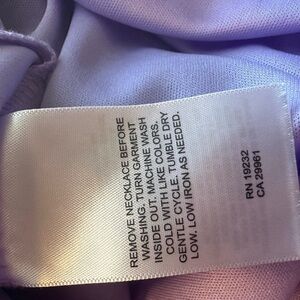 REMOVE NECKLACE BEFORE
WASHING. TURN GARMENT
INSIDE OUT. MACHINE WASH
COLD WITH LIKE COLORS,
GENTLE CYCLE. TUMBLE DRY
LOW. LOW IRON AS NEEDED.
RN 19232
CA 29961